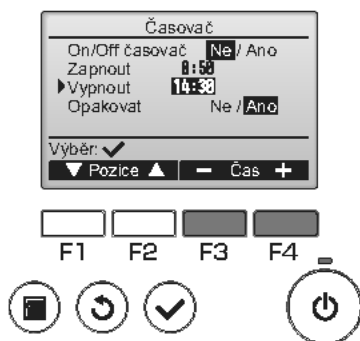 Časovač
On/Off časovač Ne / Ano
Zapnout 8:50
▶Vypnout 14:30
Opakovat Ne / Ano
Výběr: ✔
▼ Pozice ▲ − Čas +
F1 F2 F3 F4